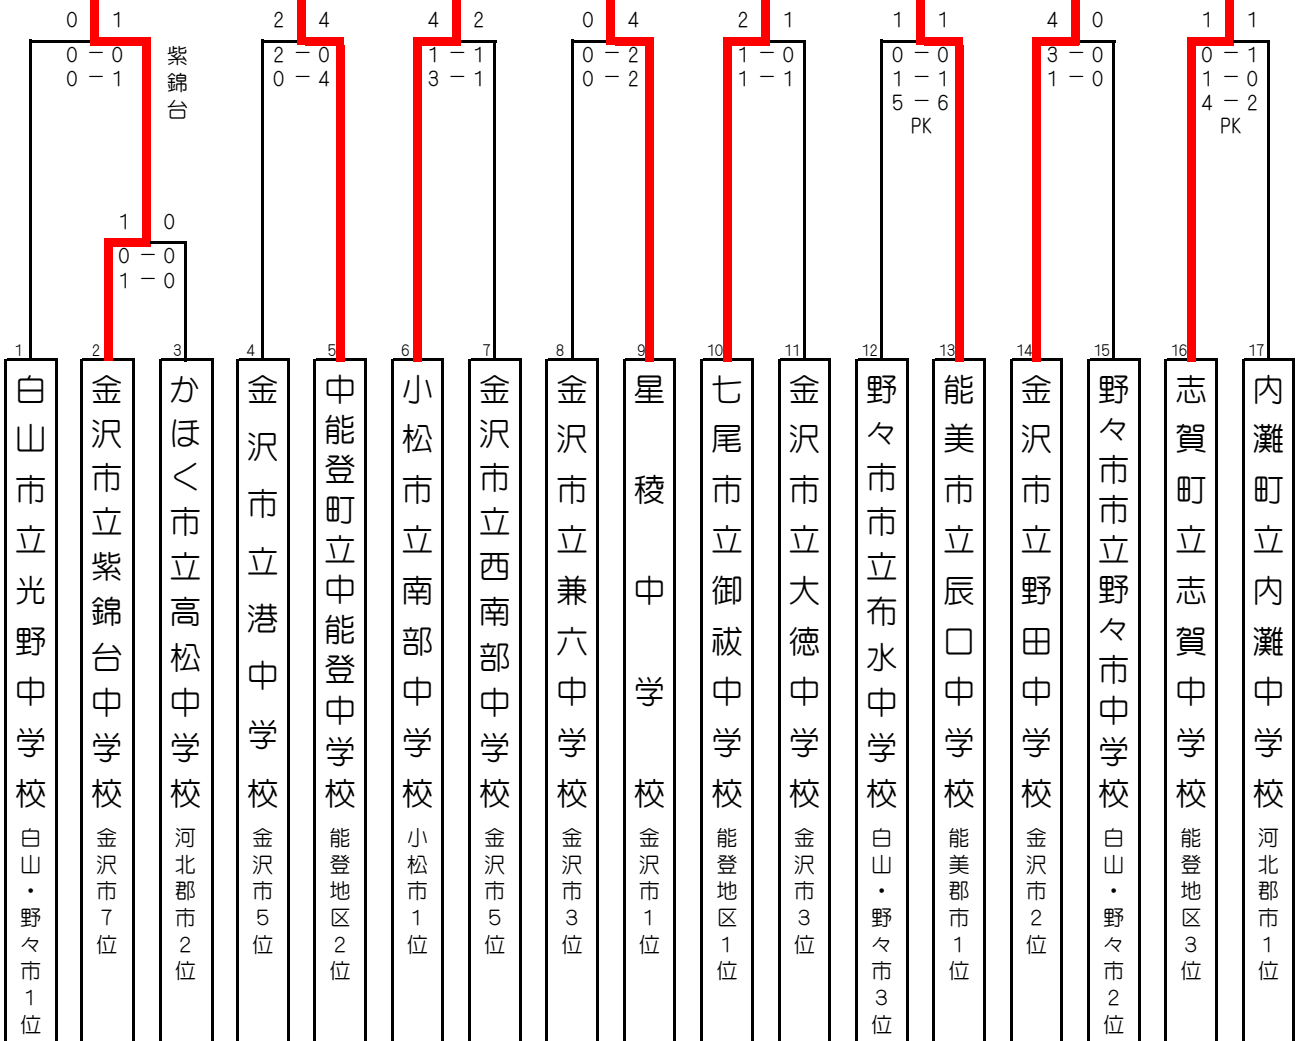 0 1
0－0
0－1
紫錦台
2 4
2－0
0－4
4 2
1－1
3－1
0 4
0－2
0－2
2 1
1－0
1－1
1 1
0－0
1－1
5－6
PK
4 0
3－0
1－0
1 1
0－1
1－0
4－2
PK
1 0
0－0
1－0
1
白山市立光野中学校
白山・野々市1位
2
金沢市立紫錦台中学校
金沢市7位
3
かほく市立高松中学校
河北郡市2位
4
金沢市立港中学校
金沢市5位
5
中能登町立中能登中学校
能登地区2位
6
小松市立南部中学校
小松市1位
7
金沢市立西南部中学校
金沢市5位
8
金沢市立兼六中学校
金沢市3位
9
星稜中学校
金沢市1位
10
七尾市立御祓中学校
能登地区1位
11
金沢市立大徳中学校
金沢市3位
12
野々市市立布水中学校
白山・野々市3位
13
能美市立辰口中学校
能美郡市1位
14
金沢市立野田中学校
金沢市2位
15
野々市市立野々市中学校
白山・野々市2位
16
志賀町立志賀中学校
能登地区3位
17
内灘町立内灘中学校
河北郡市1位